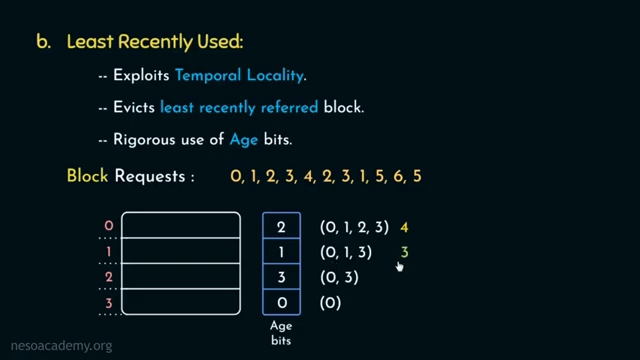 b. Least Recently Used:
-- Exploits Temporal Locality.
-- Evicts least recently referred block.
-- Rigorous use of Age bits.
Block Requests : 0, 1, 2, 3, 4, 2, 3, 1, 5, 6, 5
0 2 (0, 1, 2, 3) 4
1 1 (0, 1, 3) 3
2 3 (0, 3)
3 0 (0)
Age
bits
nesoacademy.org